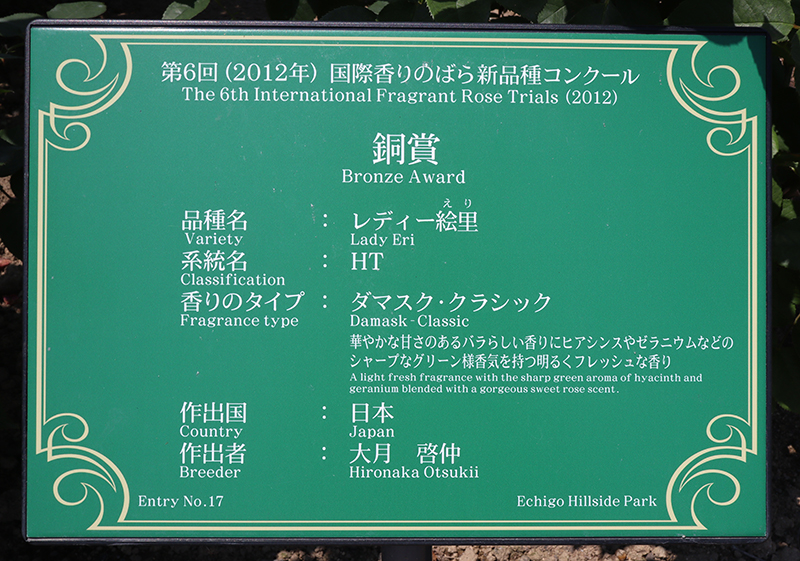 第6回（2012年）国際香りのばら新品種コンクール
The 6th International Fragrant Rose Trials (2012)
銅賞
Bronze Award
えり
品種名 : レディー絵里
Variety Lady Eri
系統名 : HT
Classification
香りのタイプ : ダマスク・クラシック
Fragrance type Damask-Classic
華やかな甘さのあるバラらしい香りにヒアシンスやゼラニウムなどの
シャープなグリーン様香気を持つ明るくフレッシュな香り
A light fresh fragrance with the sharp green aroma of hyacinth and
geranium blended with a gorgeous sweet rose scent.
作出国 : 日本
Country Japan
作出者 : 大月 啓仲
Breeder Hironaka Otsukii
Entry No.17 Echigo Hillside Park